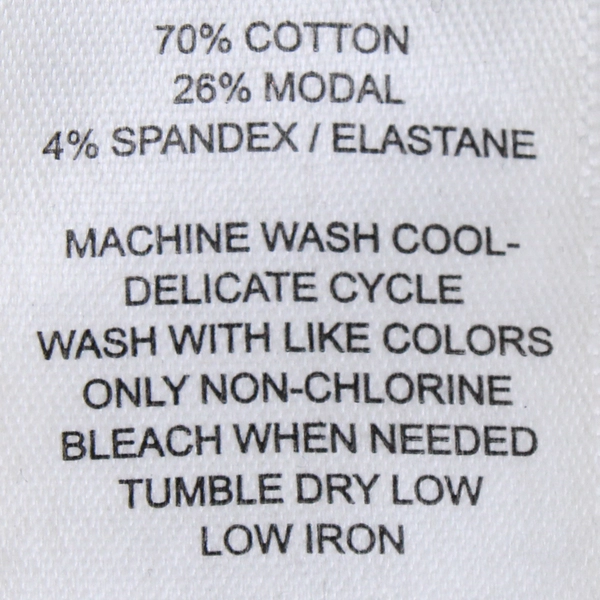 70% COTTON
26% MODAL
4% SPANDEX / ELASTANE
MACHINE WASH COOL-
DELICATE CYCLE
WASH WITH LIKE COLORS
ONLY NON-CHLORINE
BLEACH WHEN NEEDED
TUMBLE DRY LOW
LOW IRON